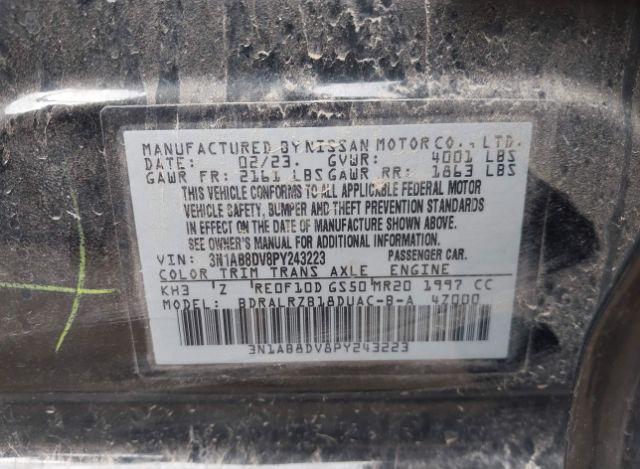 MANUFACTURED BY NISSAN MOTOR CO., LTD.
DATE: 02/23. GVWR: 4001 LBS
GAWR FR: 2161 LBS GAWR RR: 1863 LBS
THIS VEHICLE CONFORMS TO ALL APPLICABLE FEDERAL MOTOR
VEHICLE SAFETY, BUMPER AND THEFT PREVENTION STANDARDS
IN EFFECT ON THE DATE OF MANUFACTURE SHOWN ABOVE.
SEE OWNER'S MANUAL FOR ADDITIONAL INFORMATION.
VIN: 3N1AB8DV8PY243223 PASSENGER CAR.
COLOR TRIM TRANS AXLE ENGINE
KH3 Z RE0F10D GS50 MR20 1997 CC
MODEL: BDRALRZB18DUAC-B-A 47000
3N1AB8DV8PY243223